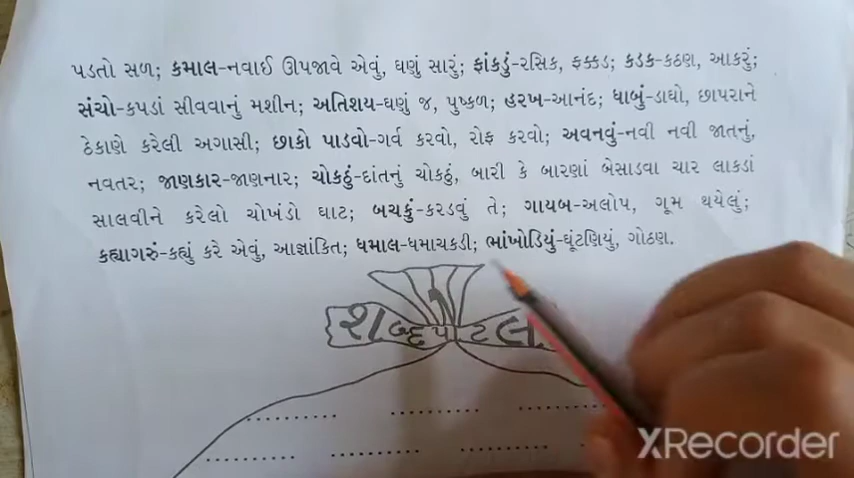 પડતો સળ; કમાલ-નવાઈ ઊપજાવે એવું, ઘણું સારું; ફાંકડું-રસિક, ફક્કડ; કડક-કઠણ, આકરું;
સંચો-કપડાં સીવવાનું મશીન; અતિશય-ઘણું જ, પુષ્કળ; હરખ-આનંદ; ધાબું-ડાઘો, છાપરાને
ઠેકાણે કરેલી અગાસી; છાકો પાડવો-ગર્વ કરવો, રોફ કરવો; અવનવું-નવી નવી જાતનું,
નવતર; જાણકાર-જાણનાર; ચોકઠું-દાંતનું ચોકઠું, બારી કે બારણાં બેસાડવા ચાર લાકડાં
સાલવીને કરેલો ચોખંડો ઘાટ; બચકું-કરડવું તે; ગાયબ-અલોપ, ગૂમ થયેલું;
કહ્યાગરું-કહ્યું કરે એવું, આજ્ઞાંકિત; ધમાલ-ધમાચકડી; ભાંખોડિયું-ઘૂંટણિયું, ગોઠણ.
શબ્દપોટલ
XRecorder